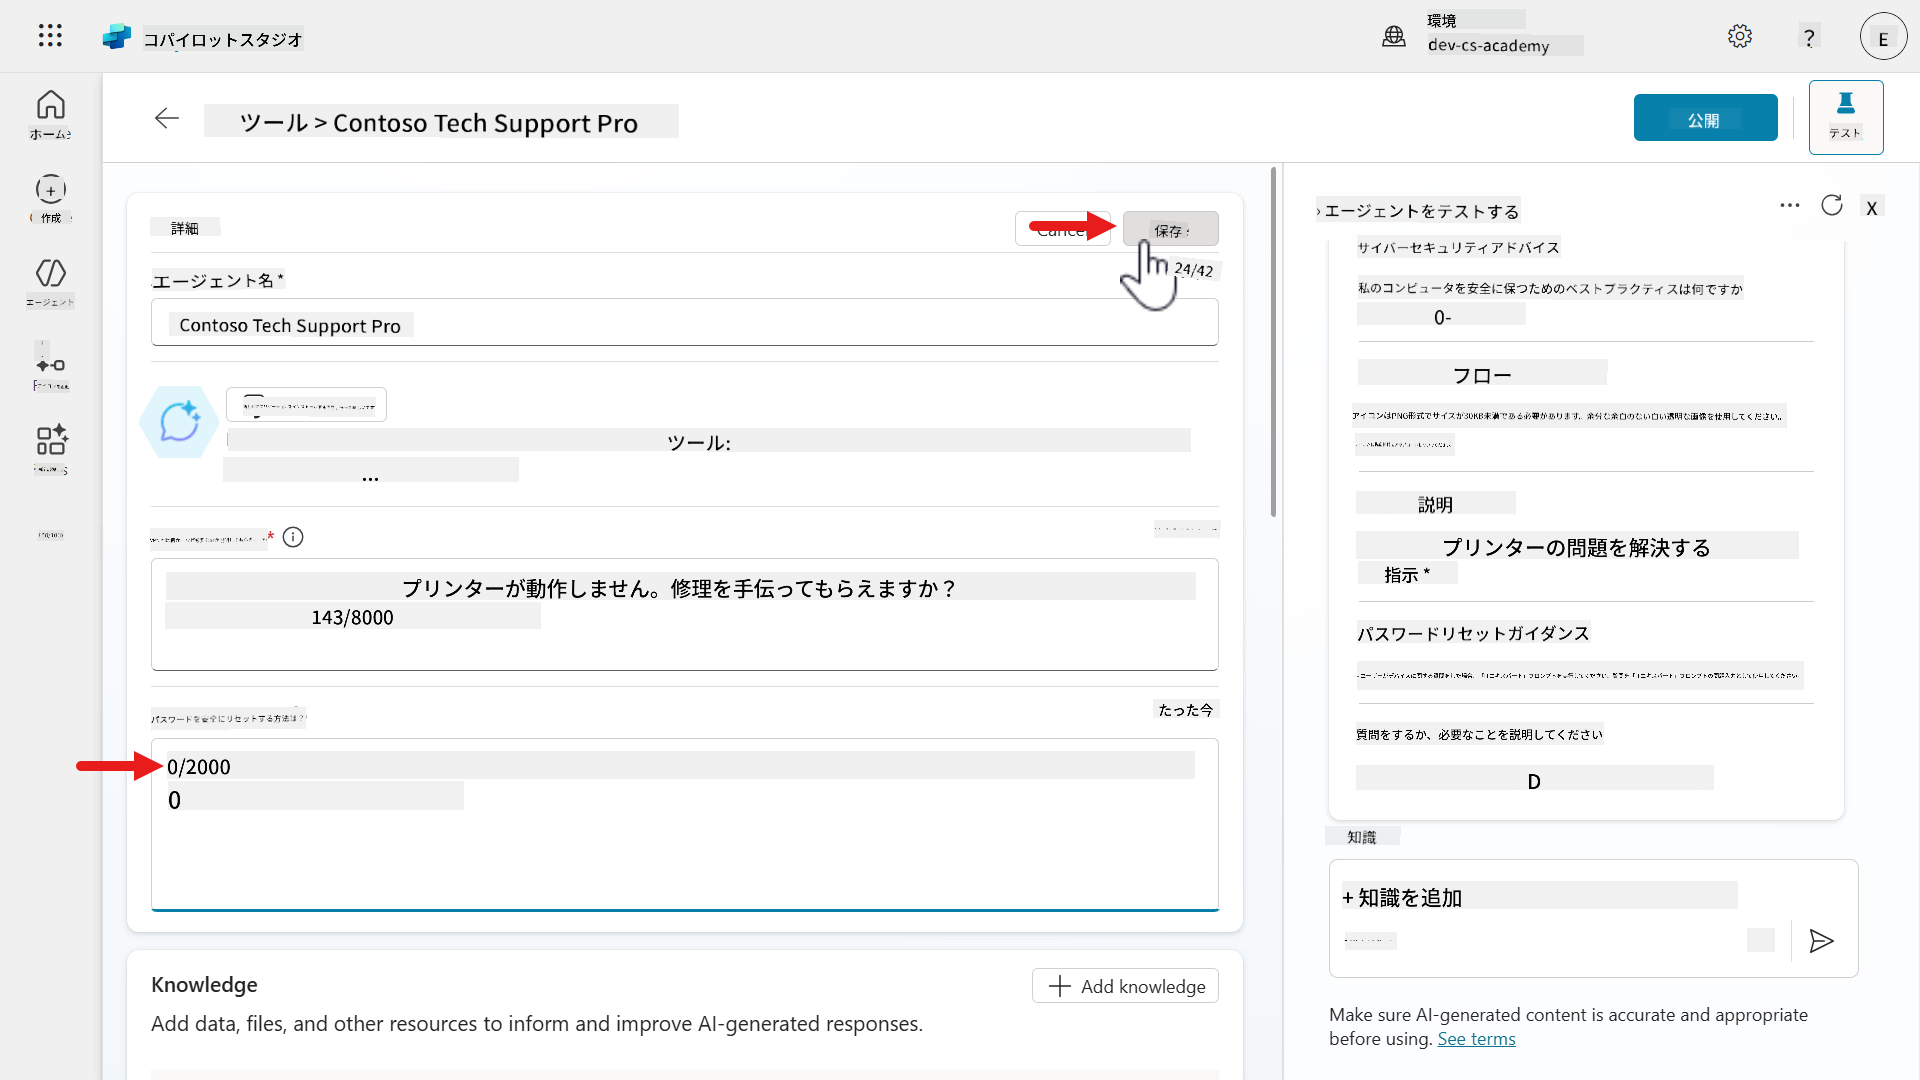 コパイロットスタジオ
環境
dev-cs-academy
?
E
ホーム
作成
エージェント
ツール > Contoso Tech Support Pro
公開
テスト
詳細
保存
エージェント名 *
24/42
Contoso Tech Support Pro
ツール:
...
*
プリンターが動作しません。修理を手伝ってもらえますか？
143/8000
パスワードを安全にリセットする方法は？
たった今
0/2000
0
Knowledge
Add knowledge
Add data, files, and other resources to inform and improve AI-generated responses.
エージェントをテストする
X
サイバーセキュリティアドバイス
私のコンピュータを安全に保つためのベストプラクティスは何ですか
0-
フロー
アイコンはPNG形式でサイズが30KB未満である必要があります。余分な余白のない白い透明な画像を使用してください。
説明
プリンターの問題を解決する
指示 *
パスワードリセットガイダンス
質問をするか、必要なことを説明してください
D
知識
+ 知識を追加
Make sure AI-generated content is accurate and appropriate
before using. See terms